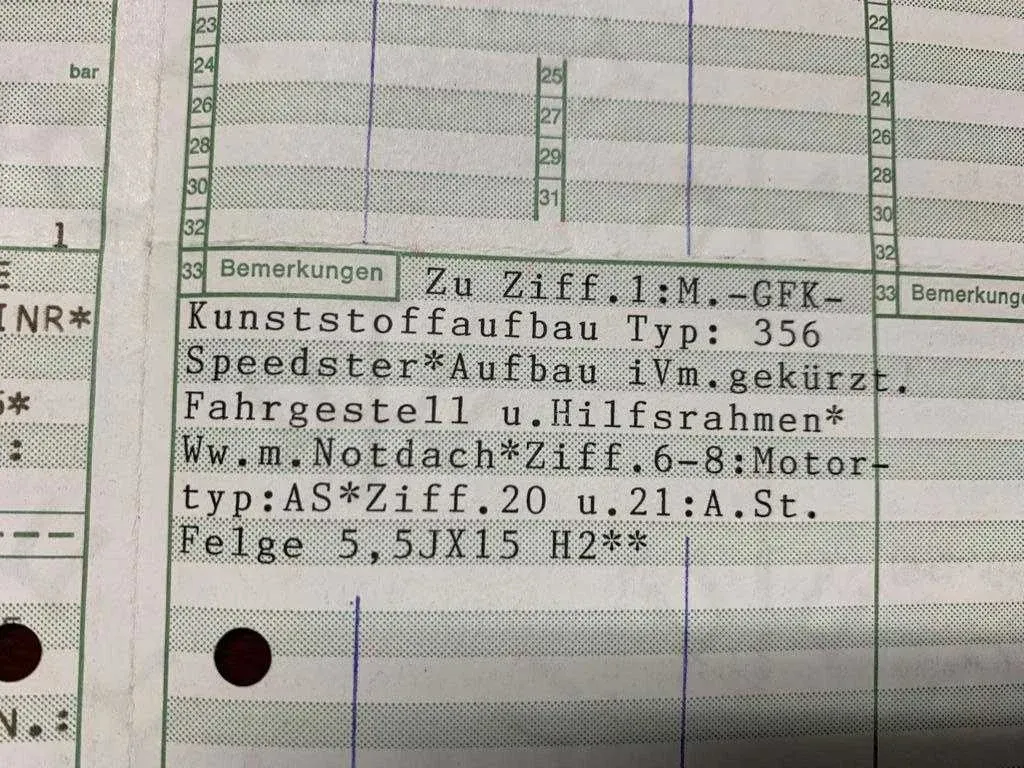 23
24
26
28
30
32
bar
1
25
27
29
31
22
23
24
26
28
30
32
INR*
*
:
N.:
33 Bemerkungen Zu Ziff.1:M.-GFK-
Kunststoffaufbau Typ: 356
Speedster*Aufbau iVm.gekürzt.
Fahrgestell u.Hilfsrahmen*
Ww.m.Notdach*Ziff.6-8:Motor-
typ:AS*Ziff.20 u.21:A.St.
Felge 5,5JX15 H2**
33